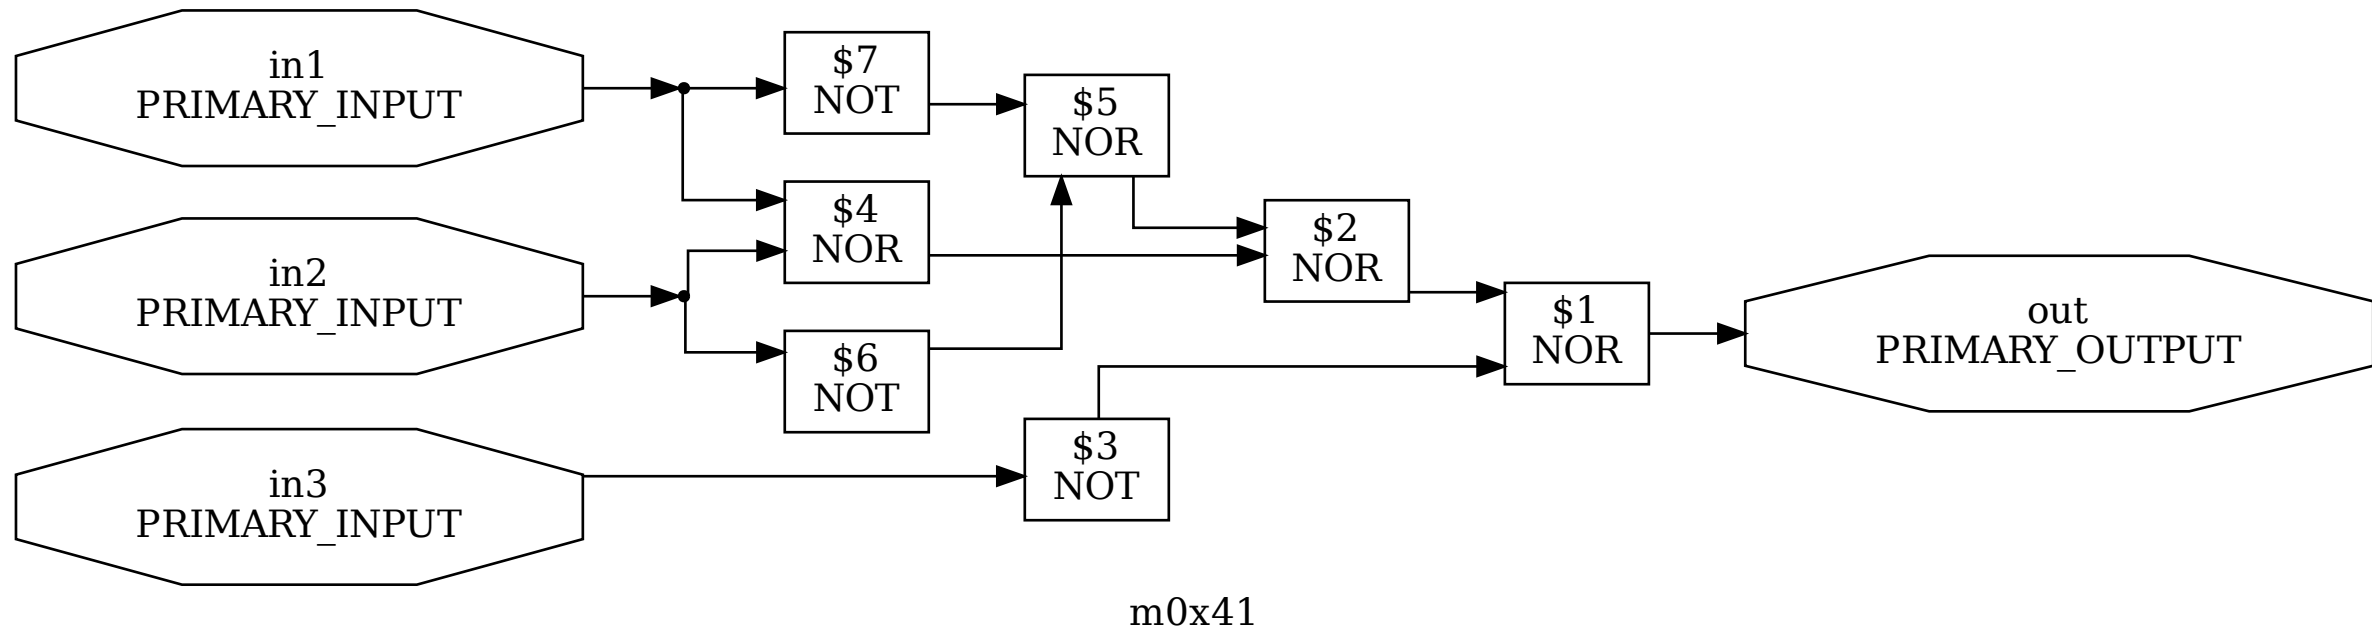 in1
PRIMARY_INPUT
$7
NOT
$5
NOR
$4
NOR
$2
NOR
in2
PRIMARY_INPUT
$6
NOT
$1
NOR
out
PRIMARY_OUTPUT
in3
PRIMARY_INPUT
$3
NOT
m0x41